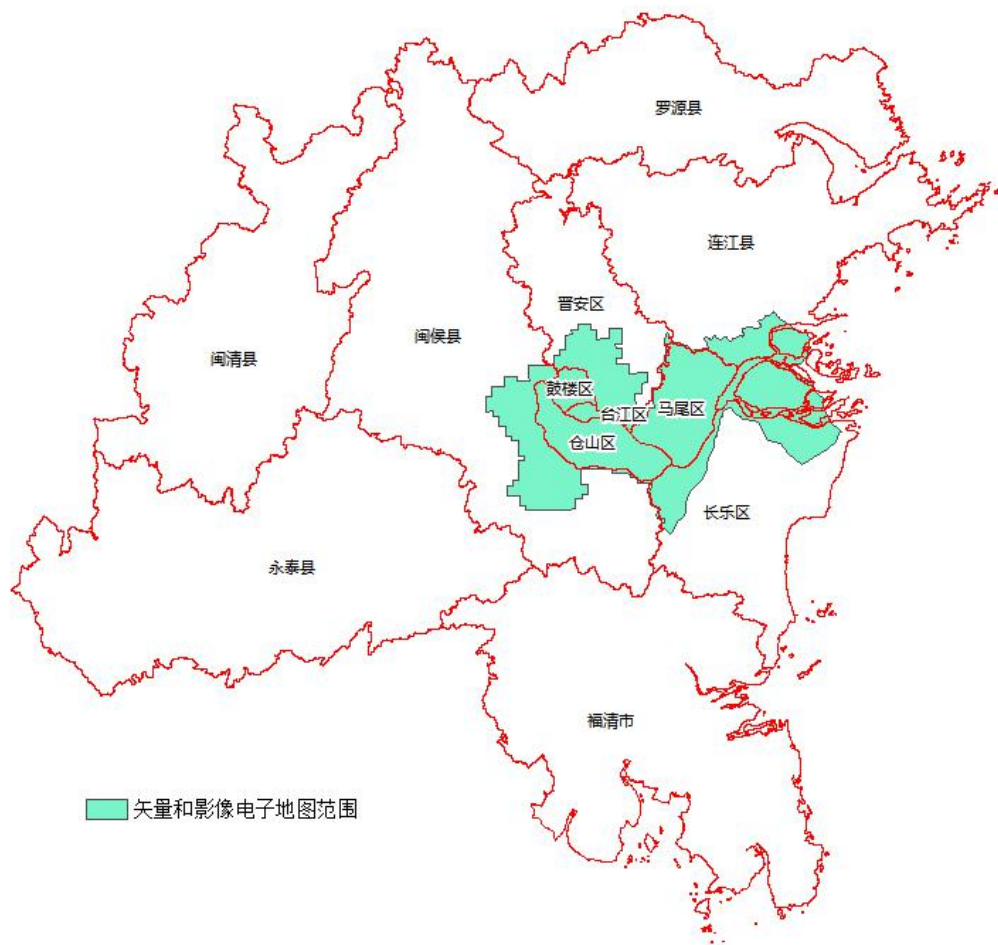 罗源县
连江县
晋安区
闽侯县
闽清县
鼓楼区
台江区
马尾区
仓山区
长乐区
永泰县
福清市
矢量和影像电子地图范围